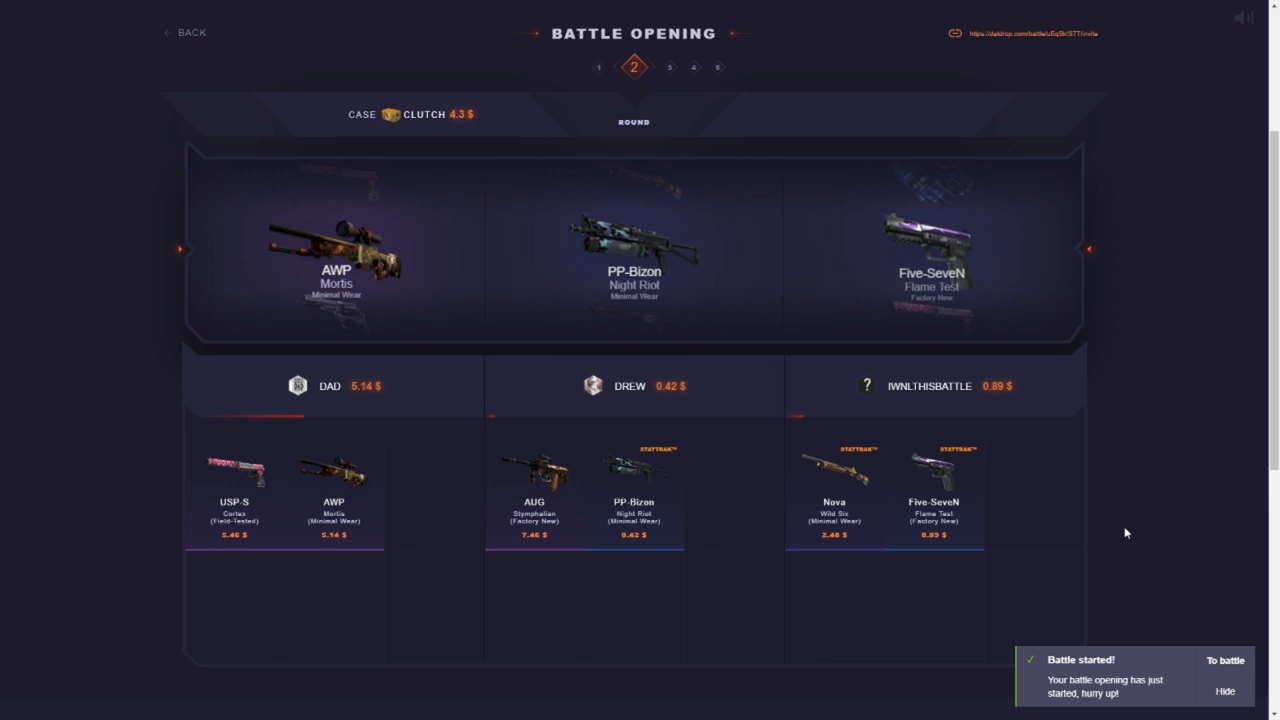 ← BACK
BATTLE OPENING
https://datdrop.com/battle/uEqSkIS7T/invite
1 2 3 4 5
CASE CLUTCH 4.3 $
ROUND
AWP
Mortis
Minimal Wear
PP-Bizon
Night Riot
Minimal Wear
Five-SeveN
Flame Test
Factory New
DAD 5.14 $
DREW 0.42 $
? IWNLTHISBATTLE 0.89 $
USP-S
Cortex
(Field-Tested)
5.46 $
AWP
Mortis
(Minimal Wear)
5.14 $
AUG
Stymphalian
(Factory New)
7.46 $
STATTRAK™
PP-Bizon
Night Riot
(Minimal Wear)
0.42 $
STATTRAK™
Nova
Wild Six
(Minimal Wear)
2.48 $
STATTRAK™
Five-SeveN
Flame Test
(Factory New)
0.89 $
Battle started!
Your battle opening has just
started, hurry up!
To battle
Hide